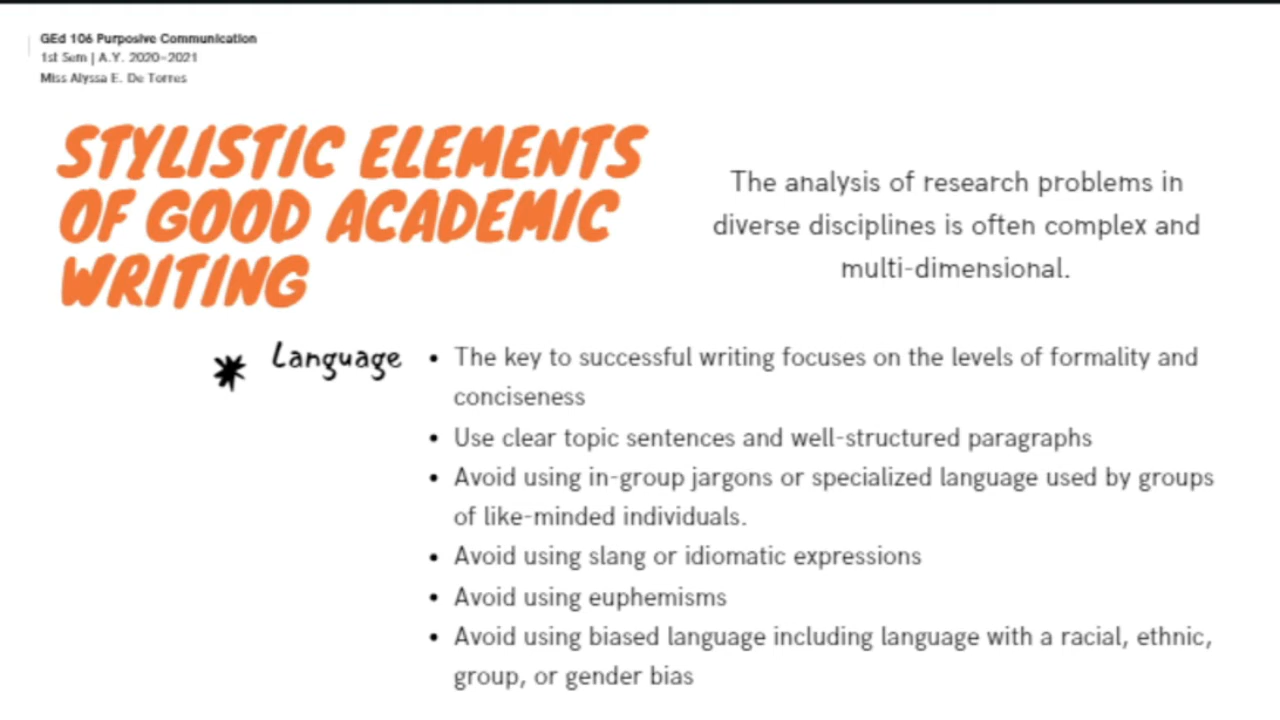 GEd 106 Purposive Communication
1st Sem | A.Y. 2020-2021
Miss Alyssa E. De Torres
STYLISTIC ELEMENTS
OF GOOD ACADEMIC
WRITING
The analysis of research problems in
diverse disciplines is often complex and
multi-dimensional.
Language
• The key to successful writing focuses on the levels of formality and
conciseness
• Use clear topic sentences and well-structured paragraphs
• Avoid using in-group jargons or specialized language used by groups
of like-minded individuals.
• Avoid using slang or idiomatic expressions
• Avoid using euphemisms
• Avoid using biased language including language with a racial, ethnic,
group, or gender bias